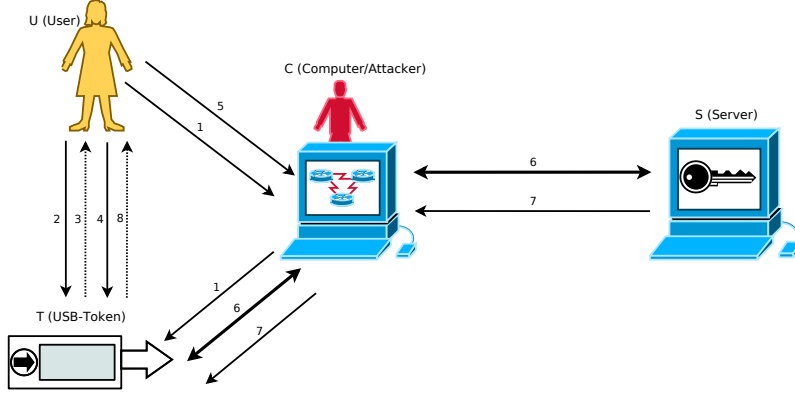 U (User)
C (Computer/Attacker)
S (Server)
5
1
6
7
2
3
4
8
1
6
7
T (USB-Token)